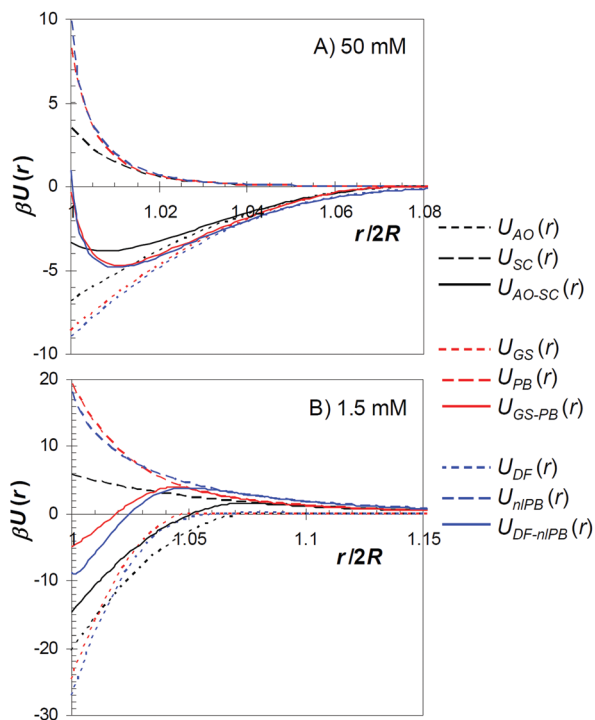 10
A) 50 mM
5
βU(r)
0
1
1.02
1.04
1.06
1.08
r/2R
-5
-10
U_AO(r)
U_SC(r)
U_AO-SC(r)
U_GS(r)
U_PB(r)
U_GS-PB(r)
U_DF(r)
U_nlPB(r)
U_DF-nlPB(r)
20
B) 1.5 mM
10
βU(r)
0
1
1.05
1.10
1.15
r/2R
-10
-20
-30